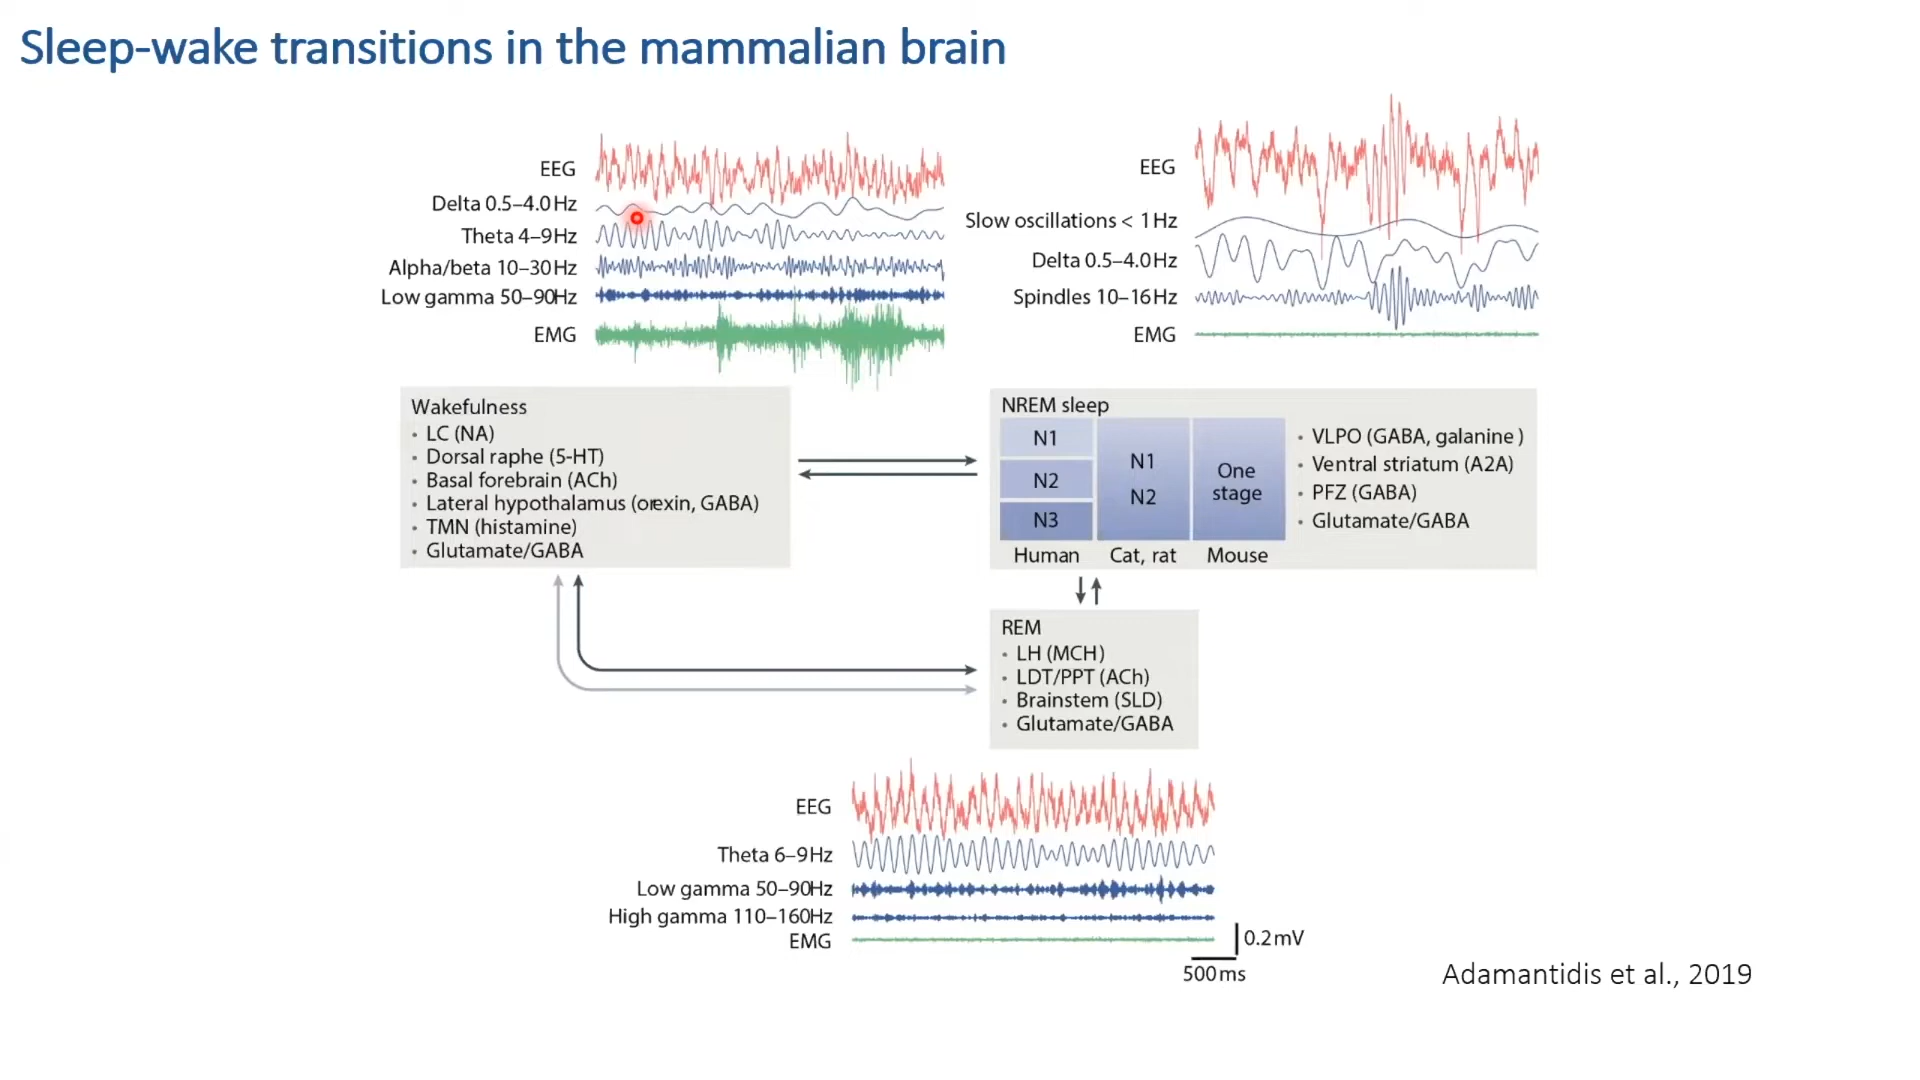 Sleep-wake transitions in the mammalian brain
EEG
Delta 0.5–4.0 Hz
Theta 4–9 Hz
Alpha/beta 10–30 Hz
Low gamma 50–90Hz
EMG
EEG
Slow oscillations < 1 Hz
Delta 0.5–4.0 Hz
Spindles 10–16 Hz
EMG
Wakefulness
• LC (NA)
• Dorsal raphe (5-HT)
• Basal forebrain (ACh)
• Lateral hypothalamus (orexin, GABA)
• TMN (histamine)
• Glutamate/GABA
NREM sleep
N1
N2
N3
Human
N1
N2
Cat, rat
One
stage
Mouse
• VLPO (GABA, galanine )
• Ventral striatum (A2A)
• PFZ (GABA)
• Glutamate/GABA
REM
• LH (MCH)
• LDT/PPT (ACh)
• Brainstem (SLD)
• Glutamate/GABA
EEG
Theta 6–9 Hz
Low gamma 50–90Hz
High gamma 110–160Hz
EMG
0.2 mV
500 ms
Adamantidis et al., 2019